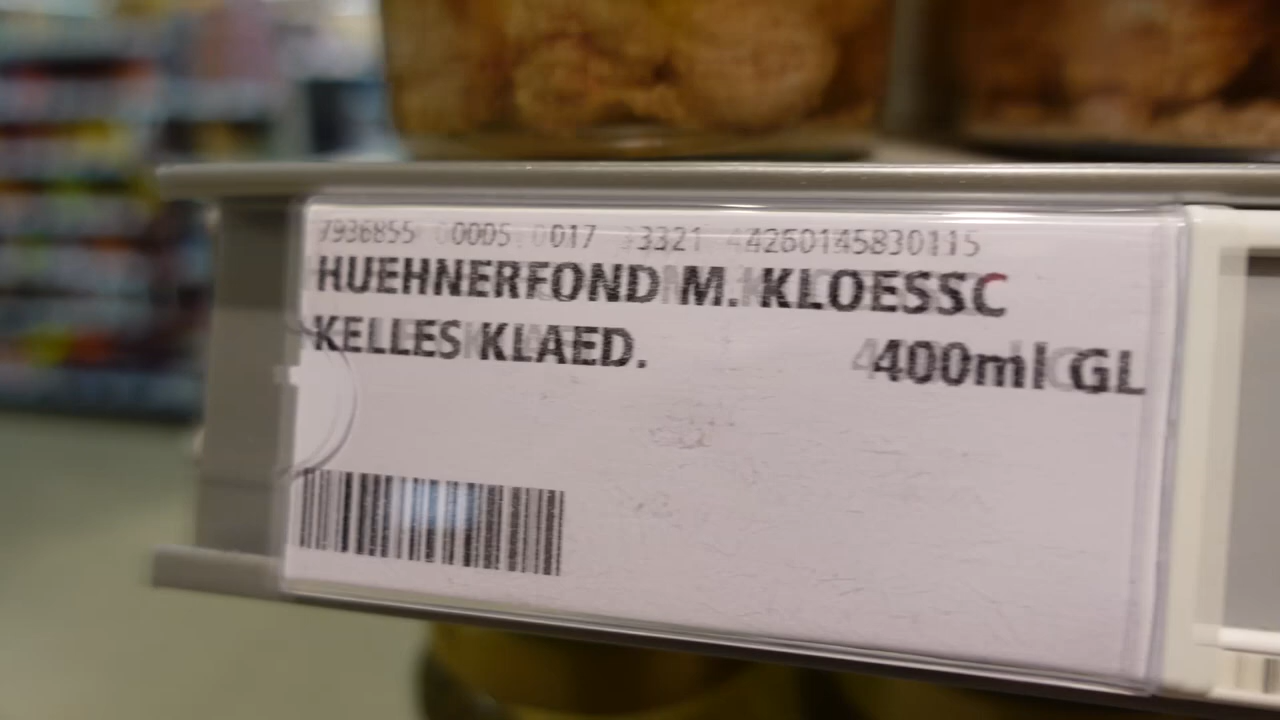 7936855 0005 017 3321 4260145830115
HUEHNERFOND M. KLOESSC
KELLES KLAED. 400ml GL